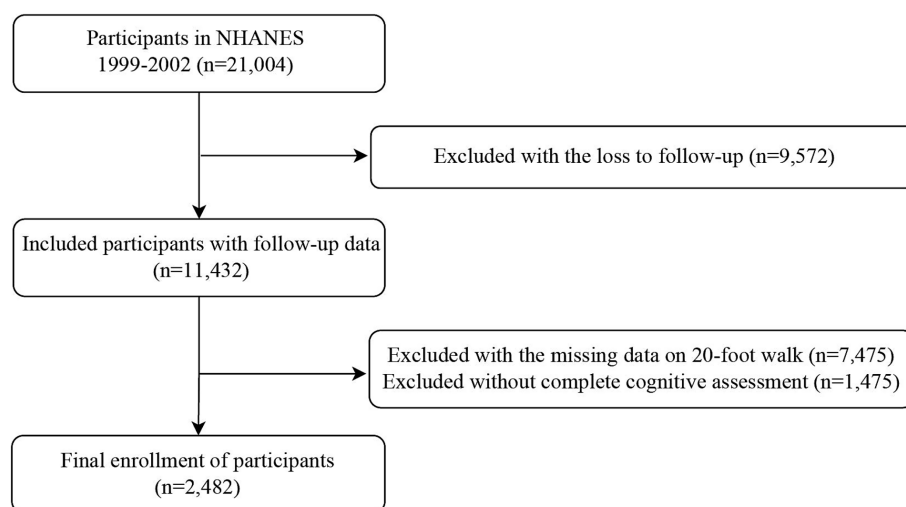 Participants in NHANES
1999-2002 (n=21,004)
Excluded with the loss to follow-up (n=9,572)
Included participants with follow-up data
(n=11,432)
Excluded with the missing data on 20-foot walk (n=7,475)
Excluded without complete cognitive assessment (n=1,475)
Final enrollment of participants
(n=2,482)